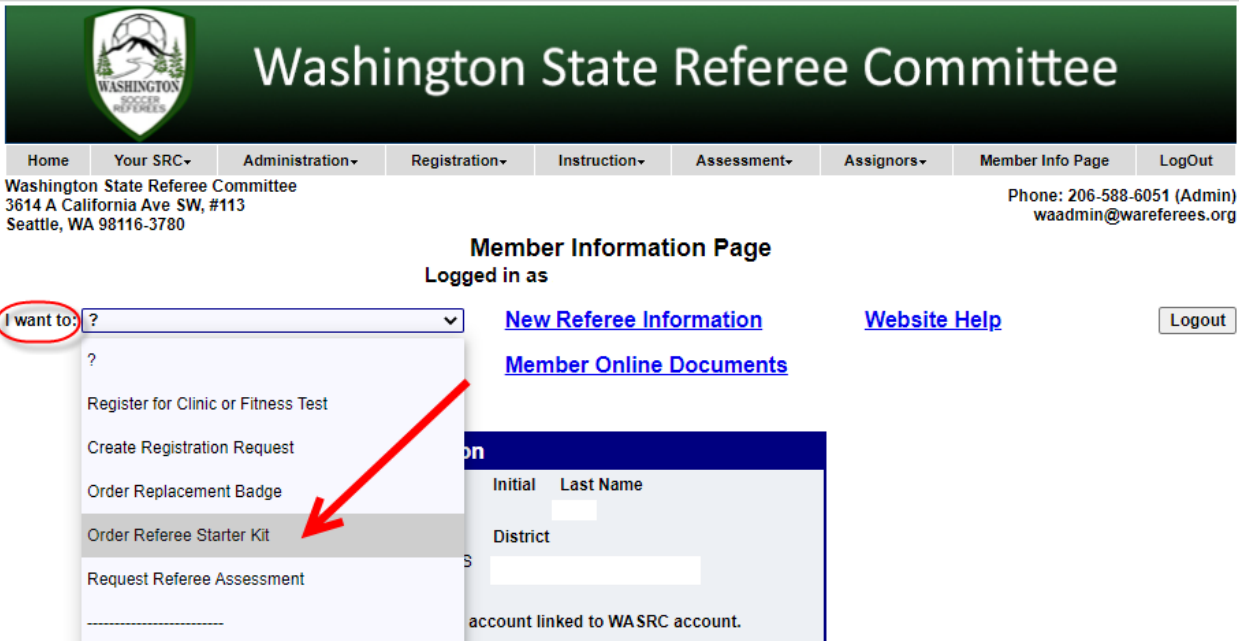 WASHINGTON
SOCCER
REFEREES
Washington State Referee Committee
Home Your SRC Administration Registration Instruction Assessment Assignors Member Info Page LogOut
Washington State Referee Committee
3614 A California Ave SW, #113
Seattle, WA 98116-3780
Phone: 206-588-6051 (Admin)
waadmin@wareferees.org
Member Information Page
Logged in as
I want to: ? New Referee Information Website Help Logout
?
Member Online Documents
Register for Clinic or Fitness Test
Create Registration Request
on
Order Replacement Badge
Initial Last Name
Order Referee Starter Kit
District
S
Request Referee Assessment
-------------------------
account linked to WASRC account.